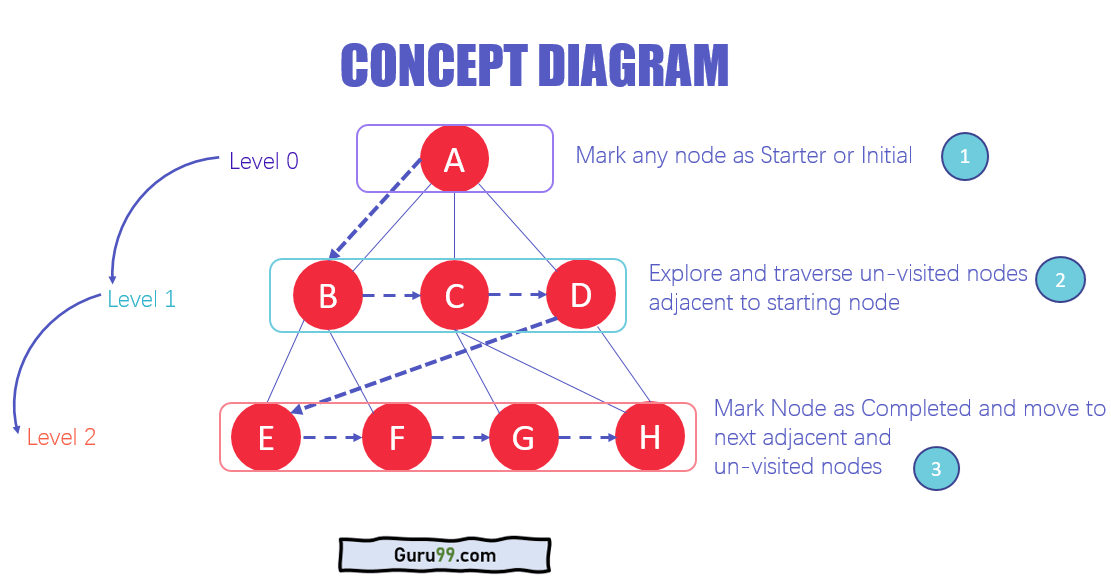 CONCEPT DIAGRAM
Level 0
A
Mark any node as Starter or Initial
1
Level 1
B
C
D
Explore and traverse un-visited nodes
adjacent to starting node
2
Level 2
E
F
G
H
Mark Node as Completed and move to
next adjacent and
un-visited nodes
3
Guru99.com